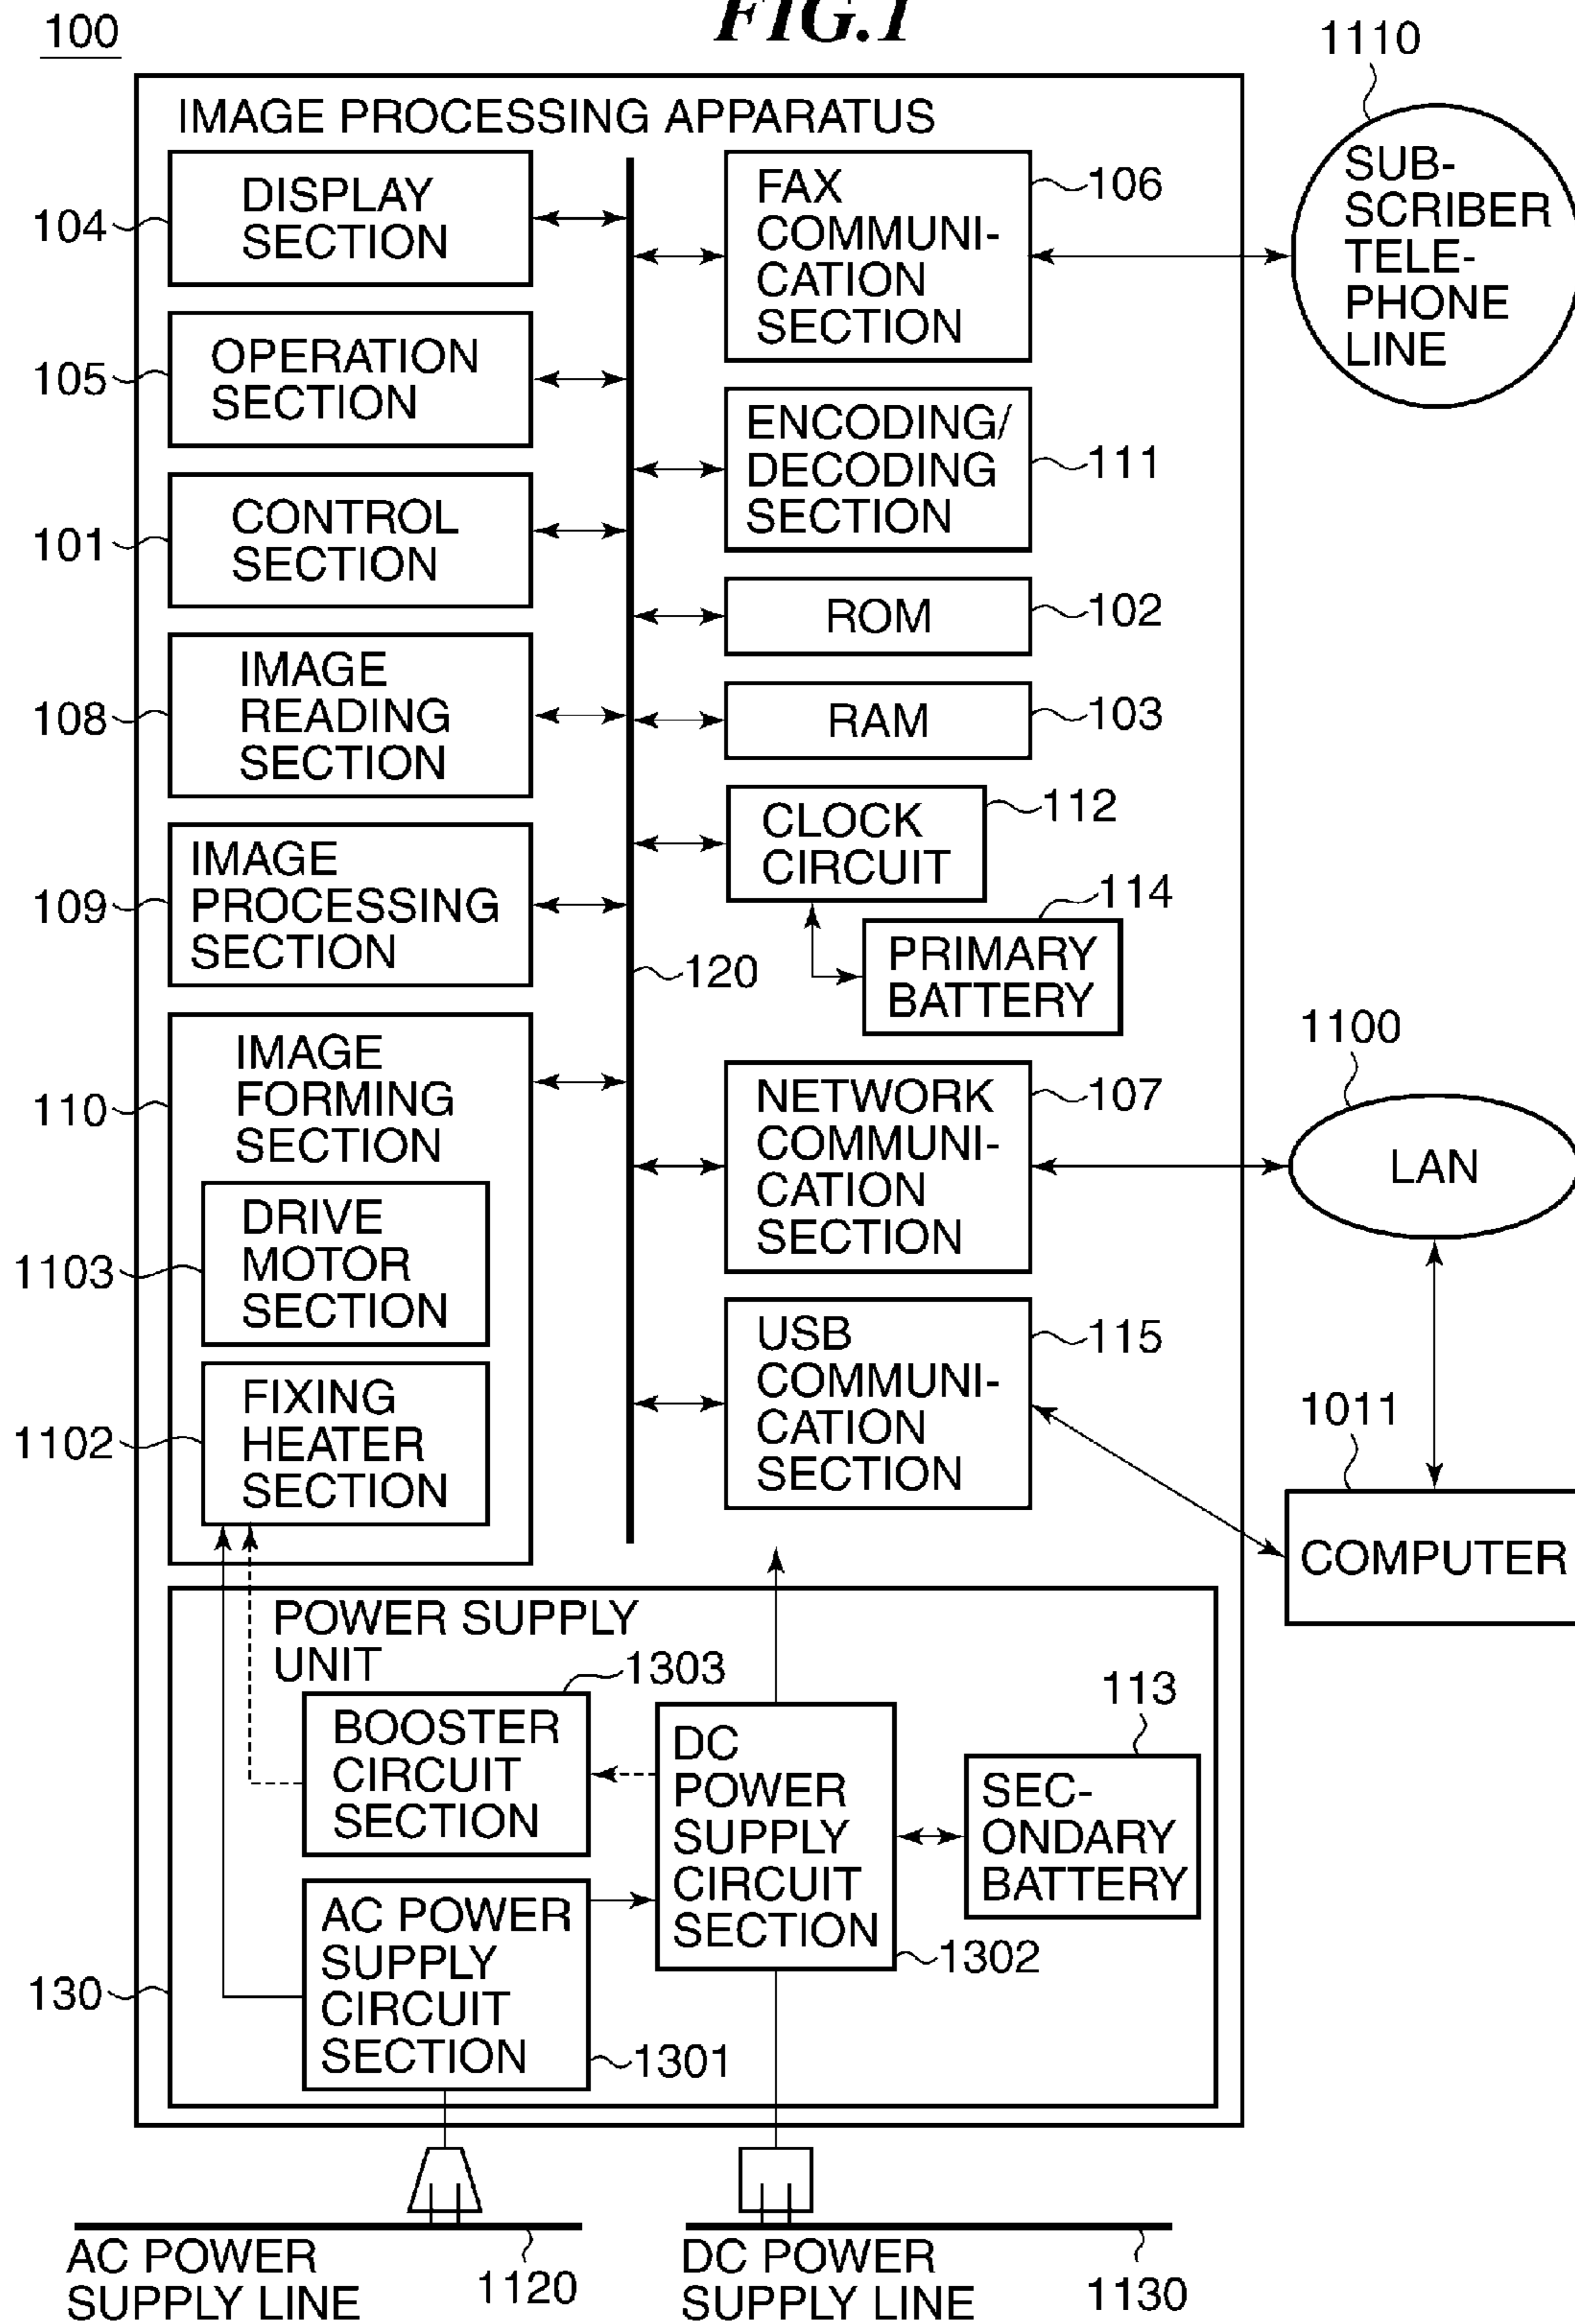 FIG.1
100
1110
IMAGE PROCESSING APPARATUS
DISPLAY
SECTION
104
OPERATION
SECTION
105
CONTROL
SECTION
101
IMAGE
READING
SECTION
108
IMAGE
PROCESSING
SECTION
109
IMAGE
FORMING
SECTION
110
DRIVE
MOTOR
SECTION
1103
FIXING
HEATER
SECTION
1102
120
FAX
COMMUNI-
CATION
SECTION
106
ENCODING/
DECODING
SECTION
111
ROM
102
RAM
103
CLOCK
CIRCUIT
112
PRIMARY
BATTERY
114
NETWORK
COMMUNI-
CATION
SECTION
107
USB
COMMUNI-
CATION
SECTION
115
SUB-
SCRIBER
TELE-
PHONE
LINE
1100
LAN
1011
COMPUTER
POWER SUPPLY
UNIT
1303
BOOSTER
CIRCUIT
SECTION
DC
POWER
SUPPLY
CIRCUIT
SECTION
1302
113
SEC-
ONDARY
BATTERY
AC POWER
SUPPLY
CIRCUIT
SECTION
1301
130
AC POWER
SUPPLY LINE
1120
DC POWER
SUPPLY LINE
1130